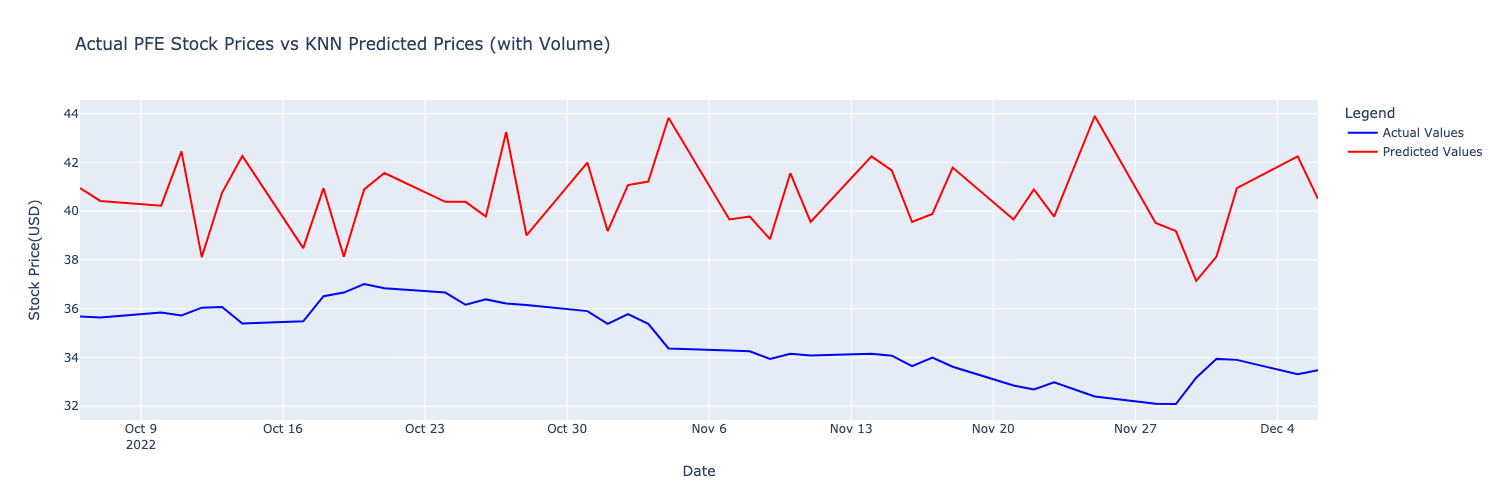 Actual PFE Stock Prices vs KNN Predicted Prices (with Volume)
Legend
Actual Values
Predicted Values
Stock Price(USD)
44
42
40
38
36
34
32
Oct 9
2022
Oct 16
Oct 23
Oct 30
Nov 6
Nov 13
Nov 20
Nov 27
Dec 4
Date